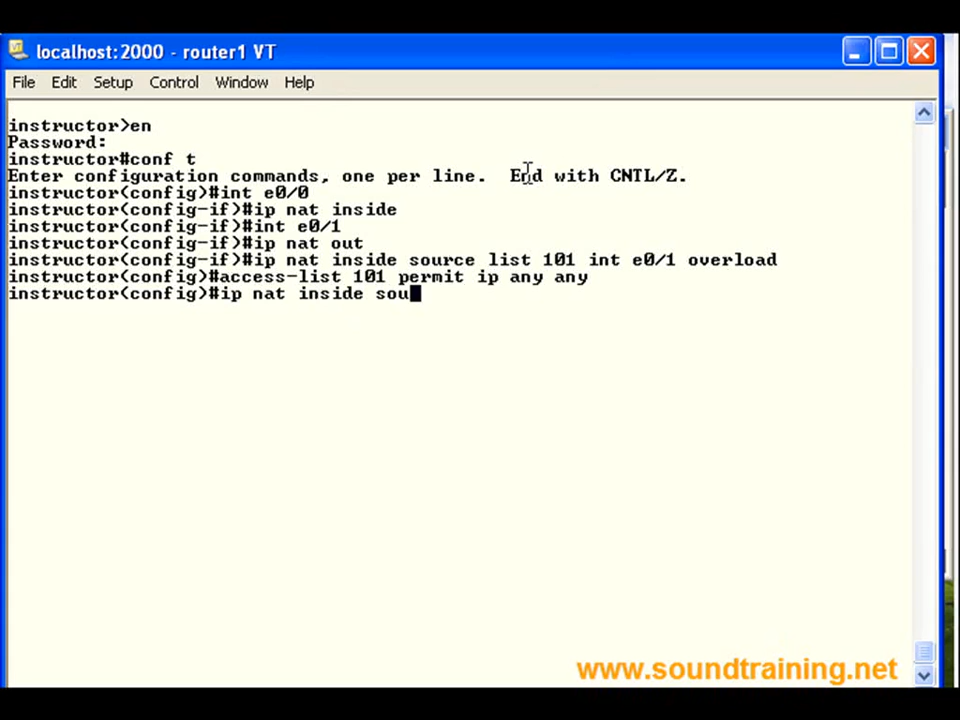 localhost:2000 - router1 VT
File Edit Setup Control Window Help
instructor>en
Password:
instructor#conf t
Enter configuration commands, one per line.  End with CNTL/Z.
instructor(config)#int e0/0
instructor(config-if)#ip nat inside
instructor(config-if)#int e0/1
instructor(config-if)#ip nat out
instructor(config-if)#ip nat inside source list 101 int e0/1 overload
instructor(config)#access-list 101 permit ip any any
instructor(config)#ip nat inside sou
www.soundtraining.net